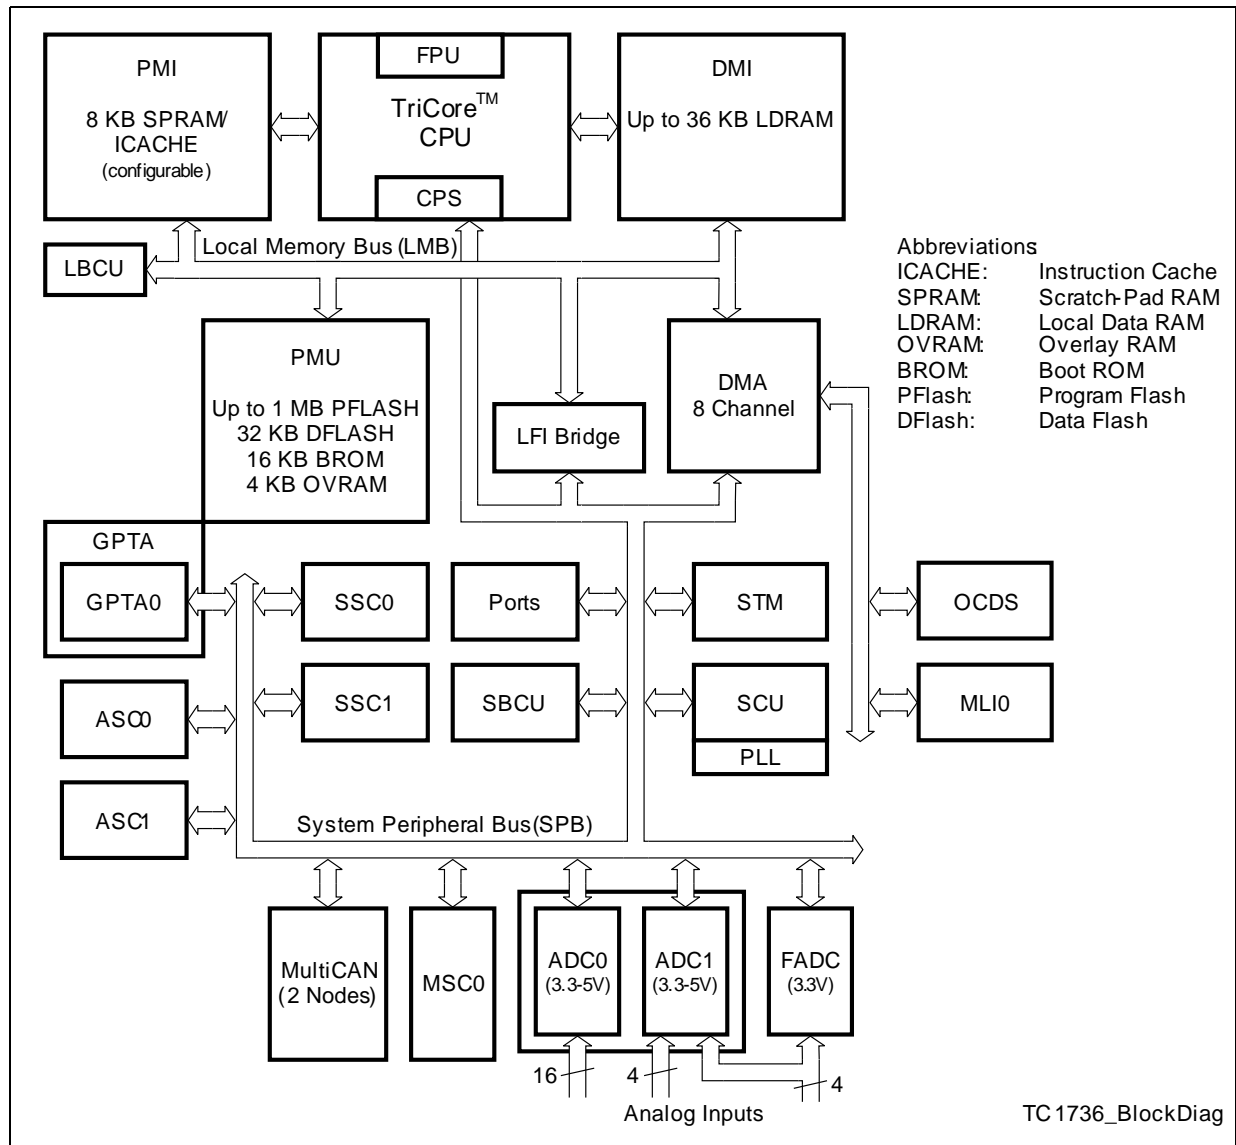 PMI
8 KB SPRAM/
ICACHE
(configurable)
FPU
TriCore™
CPU
CPS
DMI
Up to 36 KB LDRAM
Local Memory Bus (LMB)
LBCU
Abbreviations
ICACHE: Instruction Cache
SPRAM: Scratch-Pad RAM
LDRAM: Local Data RAM
OVRAM: Overlay RAM
BROM: Boot ROM
PFlash: Program Flash
DFlash: Data Flash
PMU
Up to 1 MB PFLASH
32 KB DFLASH
16 KB BROM
4 KB OVRAM
LFI Bridge
DMA
8 Channel
GPTA
GPTA0
SSC0
Ports
STM
OCDS
ASC0
SSC1
SBCU
SCU
PLL
MLI0
ASC1
System Peripheral Bus(SPB)
MultiCAN
(2 Nodes)
MSC0
ADC0
(3.3-5V)
ADC1
(3.3-5V)
FADC
(3.3V)
16
4
4
Analog Inputs
TC1736_BlockDiag